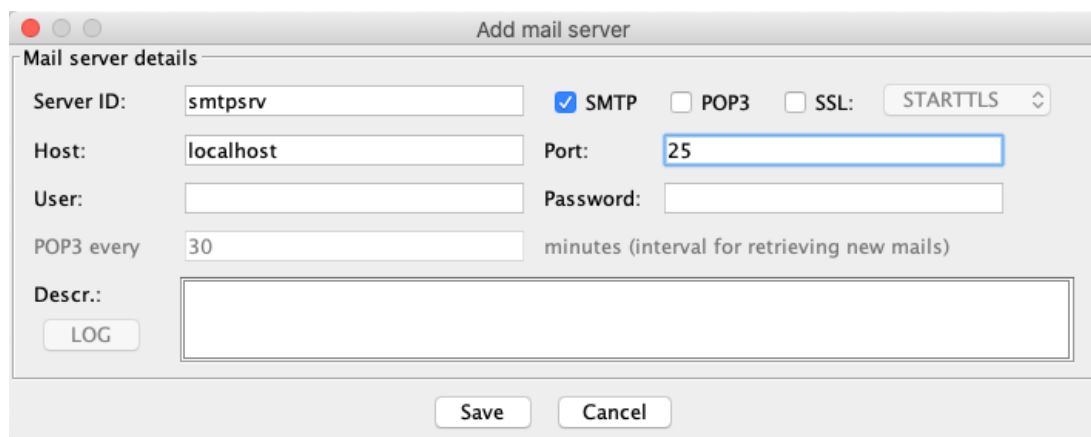 Add mail server
Mail server details
Server ID: smtpsrv SMTP POP3 SSL: STARTTLS
Host: localhost Port: 25
User: Password:
POP3 every 30 minutes (interval for retrieving new mails)
Descr.:
LOG
Save Cancel